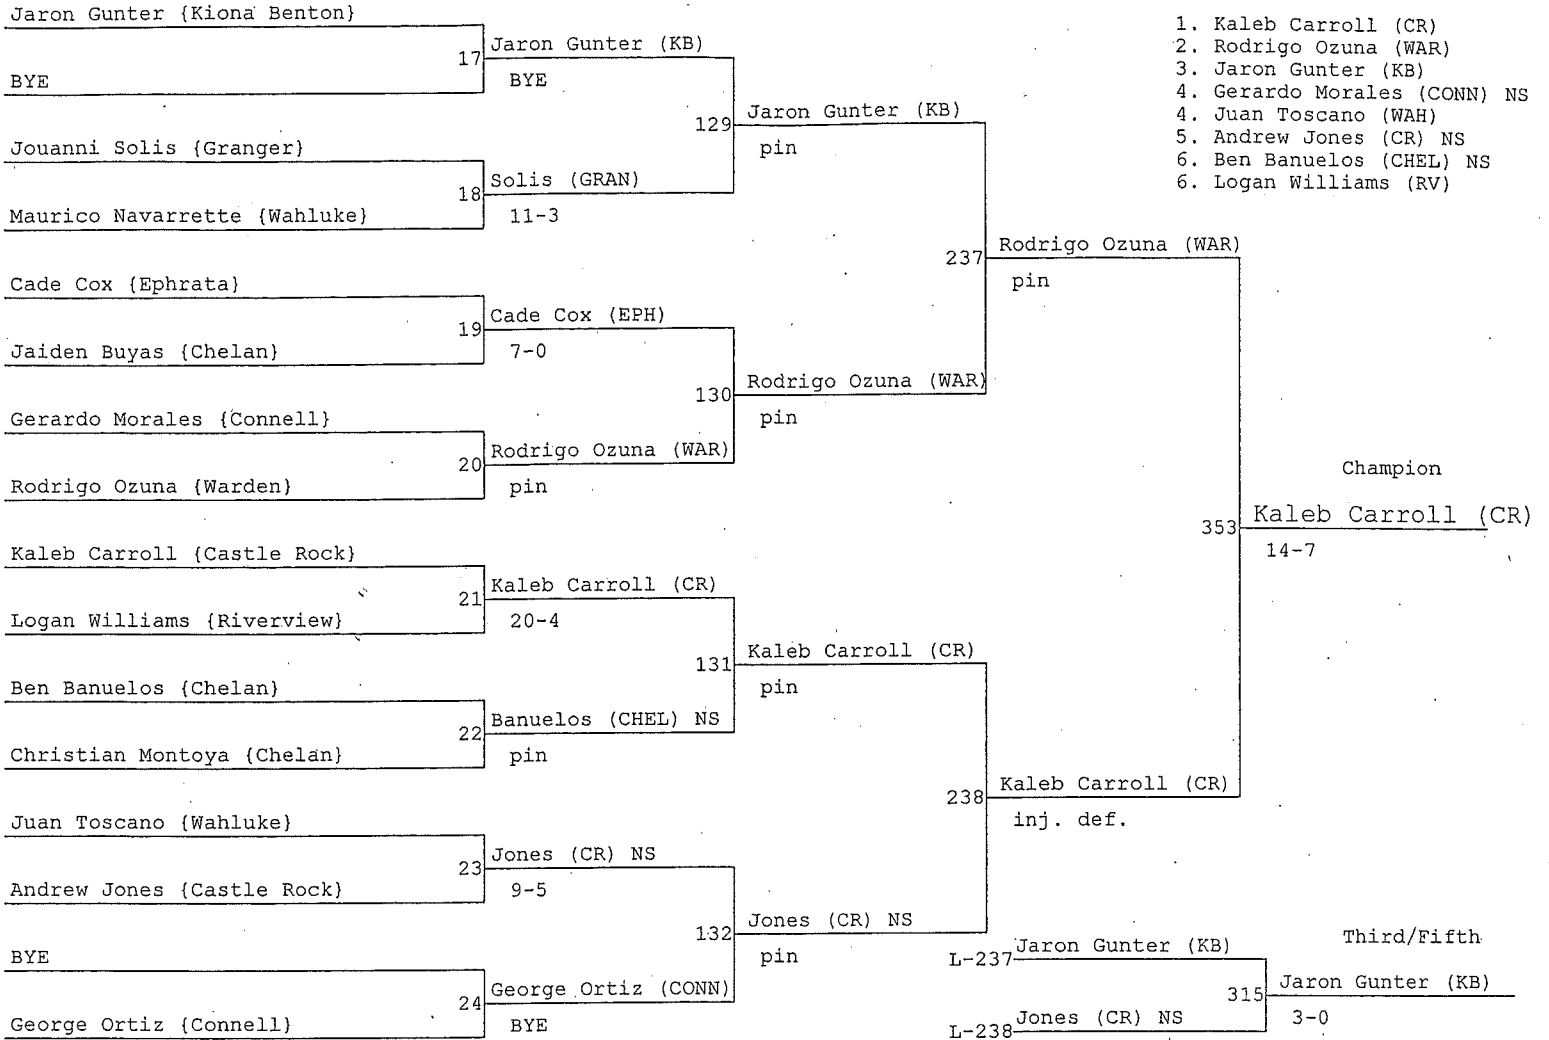 Jaron Gunter {Kiona Benton}
17
BYE
Jaron Gunter (KB)
BYE
Jouanni Solis {Granger}
18
Maurico Navarrette {Wahluke}
Solis (GRAN)
11-3
129
Jaron Gunter (KB)
pin
Cade Cox {Ephrata}
19
Jaiden Buyas {Chelan}
Cade Cox (EPH)
7-0
Gerardo Morales {Connell}
20
Rodrigo Ozuna {Warden}
Rodrigo Ozuna (WAR)
pin
130
Rodrigo Ozuna (WAR)
pin
237
Rodrigo Ozuna (WAR)
pin
Kaleb Carroll {Castle Rock}
21
Logan Williams {Riverview}
Kaleb Carroll (CR)
20-4
Ben Banuelos {Chelan}
22
Christian Montoya {Chelan}
Banuelos (CHEL) NS
pin
131
Kaleb Carroll (CR)
pin
Juan Toscano {Wahluke}
23
Andrew Jones {Castle Rock}
Jones (CR) NS
9-5
BYE
24
George Ortiz {Connell}
George Ortiz (CONN)
BYE
132
Jones (CR) NS
pin
238
Kaleb Carroll (CR)
inj. def.
353
Champion
Kaleb Carroll (CR)
14-7
1. Kaleb Carroll (CR)
2. Rodrigo Ozuna (WAR)
3. Jaron Gunter (KB)
4. Gerardo Morales (CONN) NS
4. Juan Toscano (WAH)
5. Andrew Jones (CR) NS
6. Ben Banuelos (CHEL) NS
6. Logan Williams (RV)
Third/Fifth
L-237 Jaron Gunter (KB)
315
L-238 Jones (CR) NS
Jaron Gunter (KB)
3-0